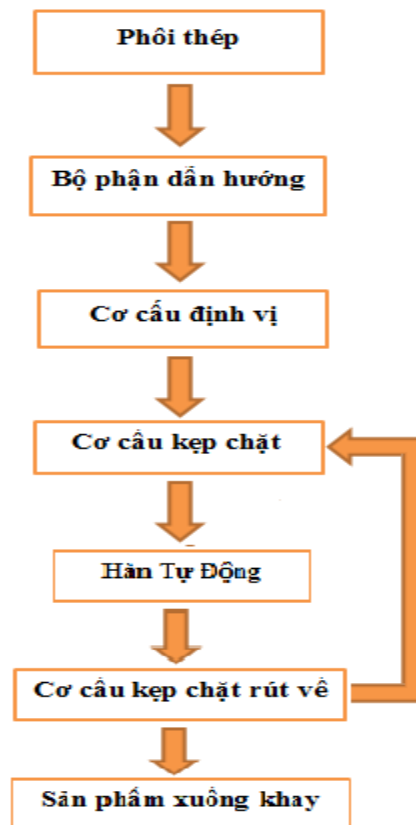 Phôi thép
Bộ phận dẫn hướng
Cơ cấu định vị
Cơ cấu kẹp chặt
Hàn Tự Động
Cơ cấu kẹp chặt rút về
Sản phẩm xuống khay